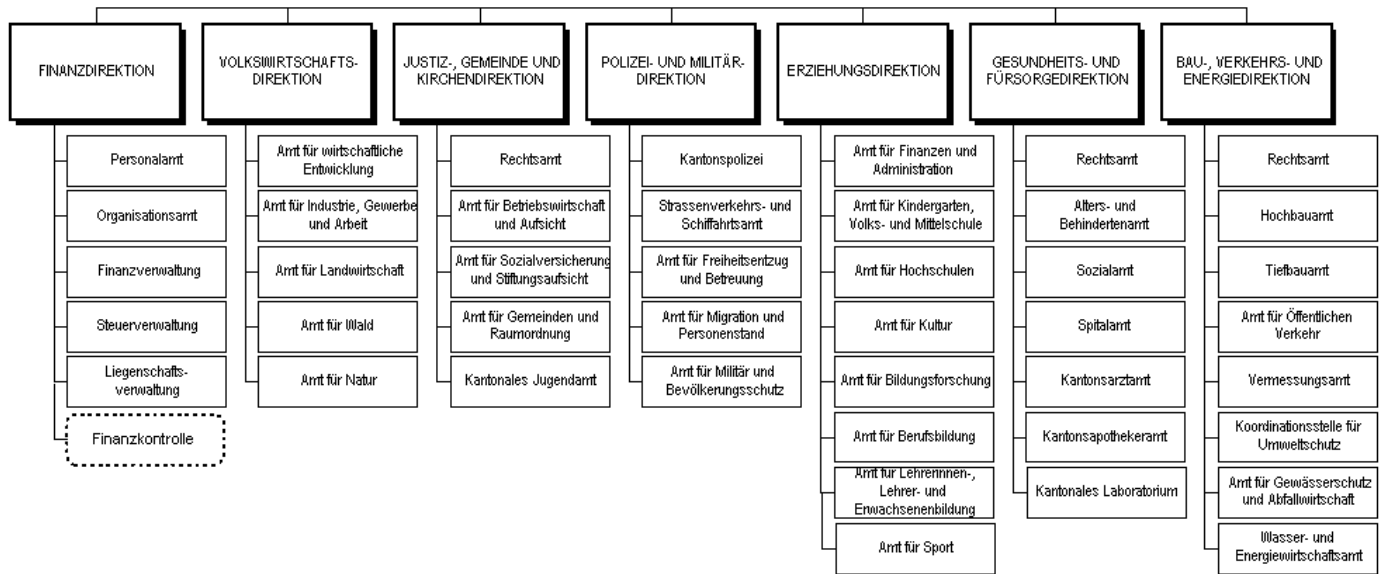 FINANZDIREKTION
VOLKSWIRTSCHAFTS-
DIREKTION
JUSTIZ-, GEMEINDE UND
KIRCHENDIREKTION
POLIZEI- UND MILITÄR-
DIREKTION
ERZIEHUNGSDIREKTION
GESUNDHEITS- UND
FÜRSORGEDIREKTION
BAU-, VERKEHRS- UND
ENERGIEDIREKTION
Personalamt
Organisationsamt
Finanzverwaltung
Steuerverwaltung
Liegenschafts-
verwaltung
Finanzkontrolle
Amt für wirtschaftliche
Entwicklung
Amt für Industrie, Gewerbe
und Arbeit
Amt für Landwirtschaft
Amt für Wald
Amt für Natur
Rechtsamt
Amt für Betriebswirtschaft
und Aufsicht
Amt für Sozialversicherung
und Stiftungsaufsicht
Amt für Gemeinden und
Raumordnung
Kantonales Jugendamt
Kantonspolizei
Strassenverkehrs- und
Schiffahrtsamt
Amt für Freiheitsentzug
und Betreuung
Amt für Migration und
Personenstand
Amt für Militär und
Bevölkerungsschutz
Amt für Finanzen und
Administration
Amt für Kindergarten,
Volks- und Mittelschule
Amt für Hochschulen
Amt für Kultur
Amt für Bildungsforschung
Amt für Berufsbildung
Amt für Lehrerinnen-,
Lehrer- und
Erwachsenenbildung
Amt für Sport
Rechtsamt
Alters- und
Behindertenamt
Sozialamt
Spitalamt
Kantonsarztamt
Kantonsapothekeramt
Kantonales Laboratorium
Rechtsamt
Hochbauamt
Tiefbauamt
Amt für Öffentlichen
Verkehr
Vermessungsamt
Koordinationsstelle für
Umweltschutz
Amt für Gewässerschutz
und Abfallwirtschaft
Wasser- und
Energiewirtschaftsamt